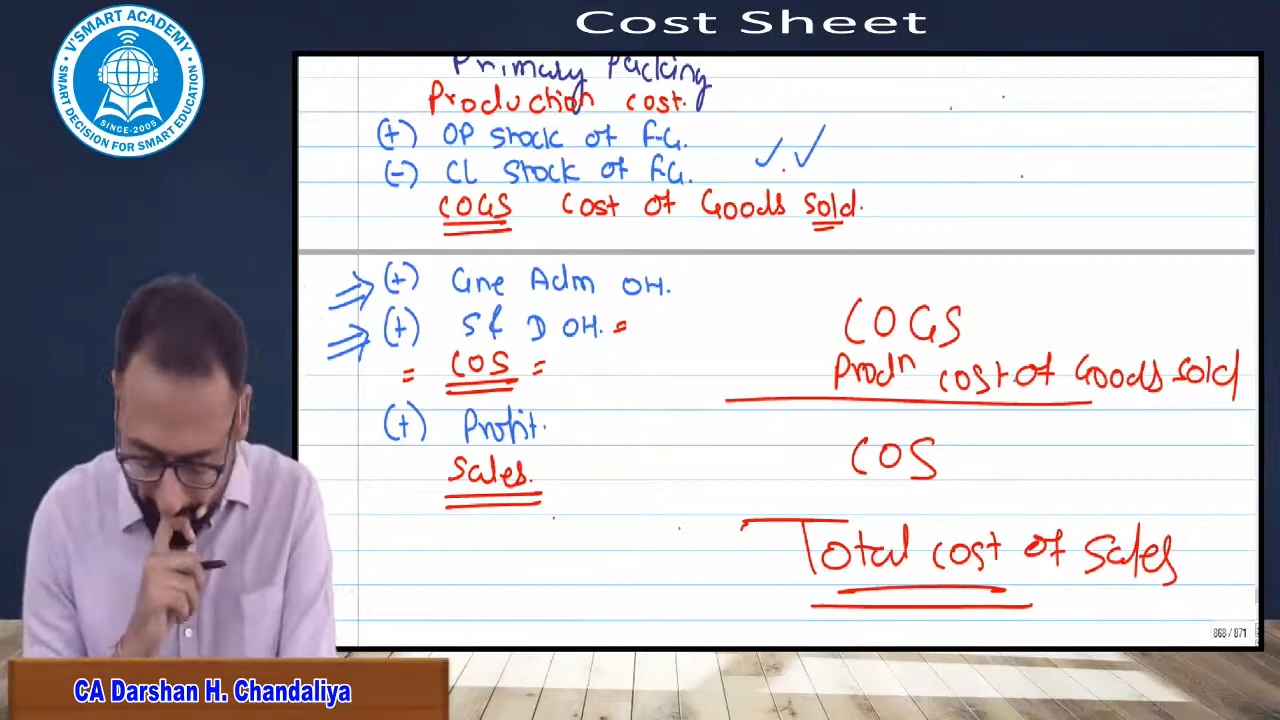 Cost Sheet
V'SMART ACADEMY
SMART DECISION FOR SMART EDUCATION
SINCE-2005
Primary Packing
Production cost.
(+) OP stock of F.G.
(-) CL stock of F.G.
COGS Cost of Goods Sold.
(+) Gne Adm OH.
(+) S & D OH. =
= COS =
(+) Profit.
Sales.
COGS
Prodn cost of Goods Sold
COS
Total cost of Sales
868 / 871
CA Darshan H. Chandaliya